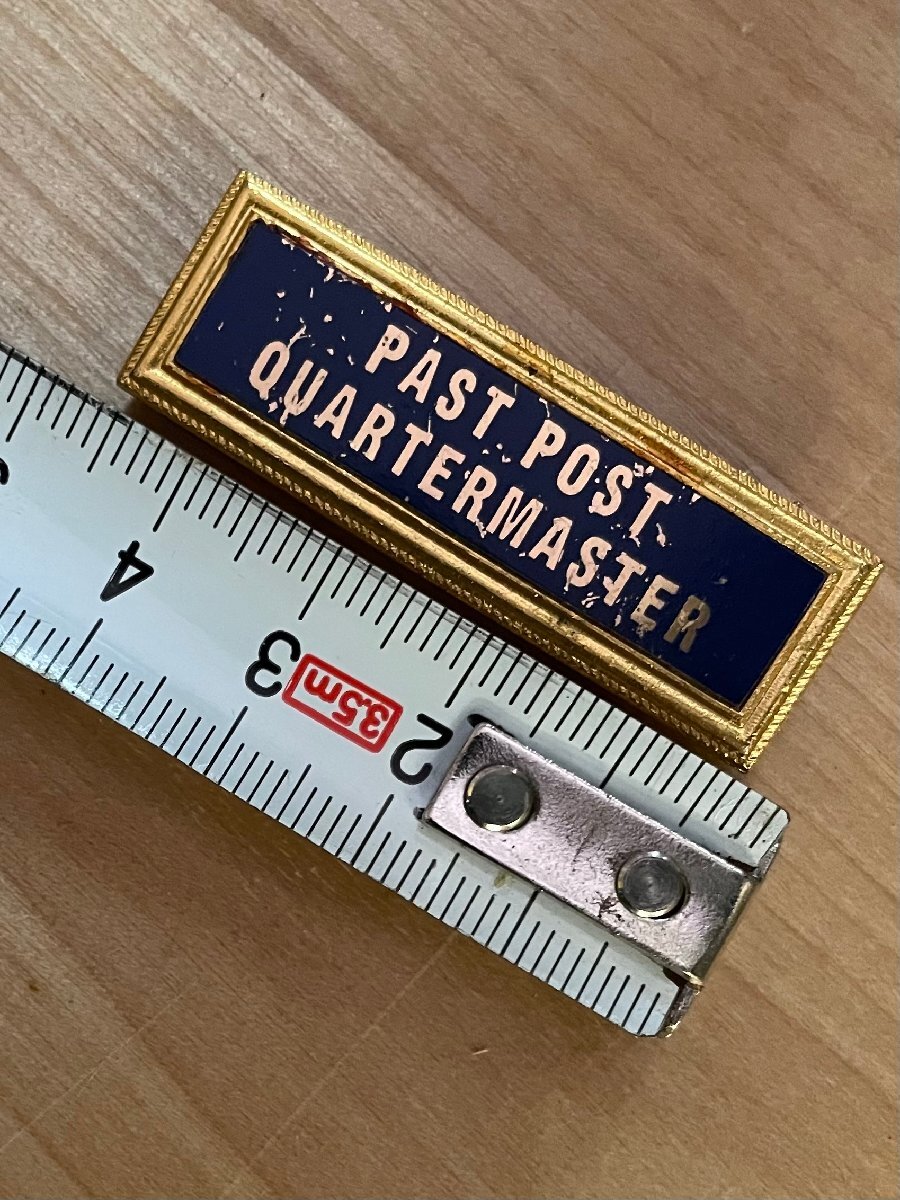 PAST POST
QUARTERMASTER
4
3
3.5m
2